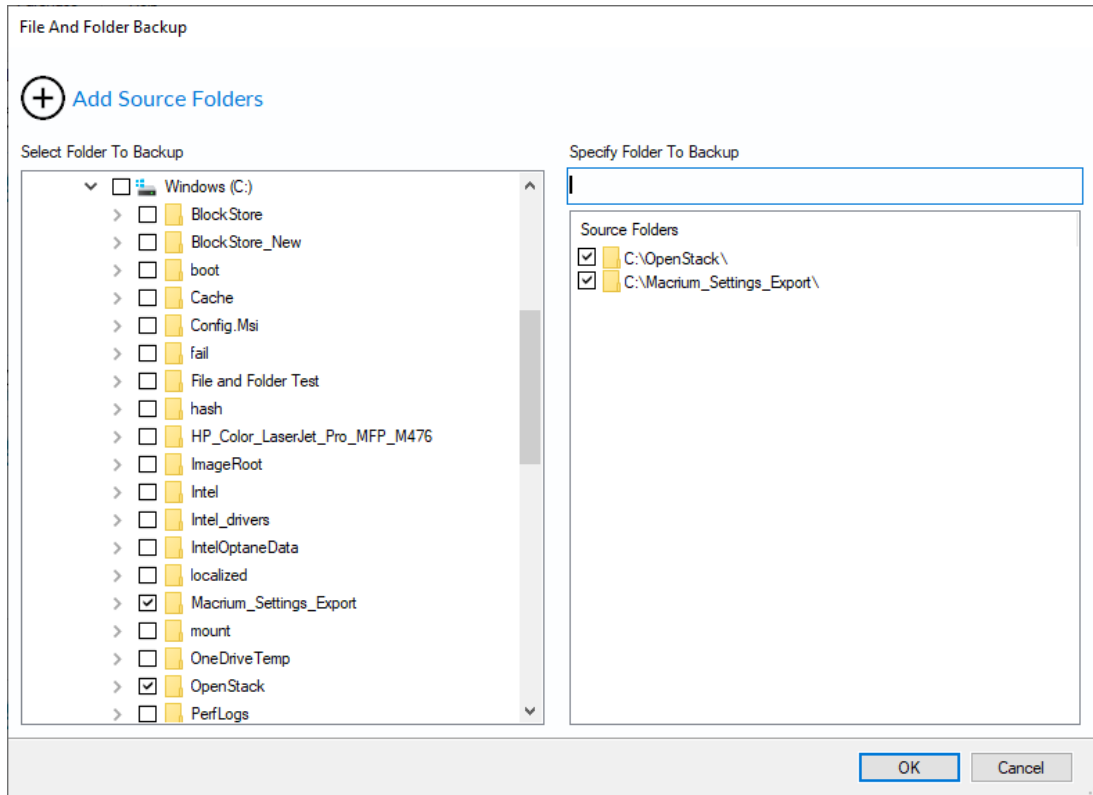 File And Folder Backup
Add Source Folders
Select Folder To Backup
Windows (C:)
BlockStore
BlockStore_New
boot
Cache
Config.Msi
fail
File and Folder Test
hash
HP_Color_LaserJet_Pro_MFP_M476
ImageRoot
Intel
Intel_drivers
IntelOptaneData
localized
Macrium_Settings_Export
mount
OneDriveTemp
OpenStack
PerfLogs
Specify Folder To Backup
Source Folders
C:\OpenStack\
C:\Macrium_Settings_Export\
OK
Cancel